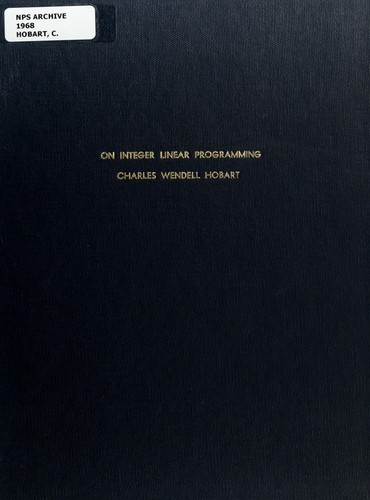 NPS ARCHIVE
1968
HOBART, C.
ON INTEGER LINEAR PROGRAMMING
CHARLES WENDELL HOBART